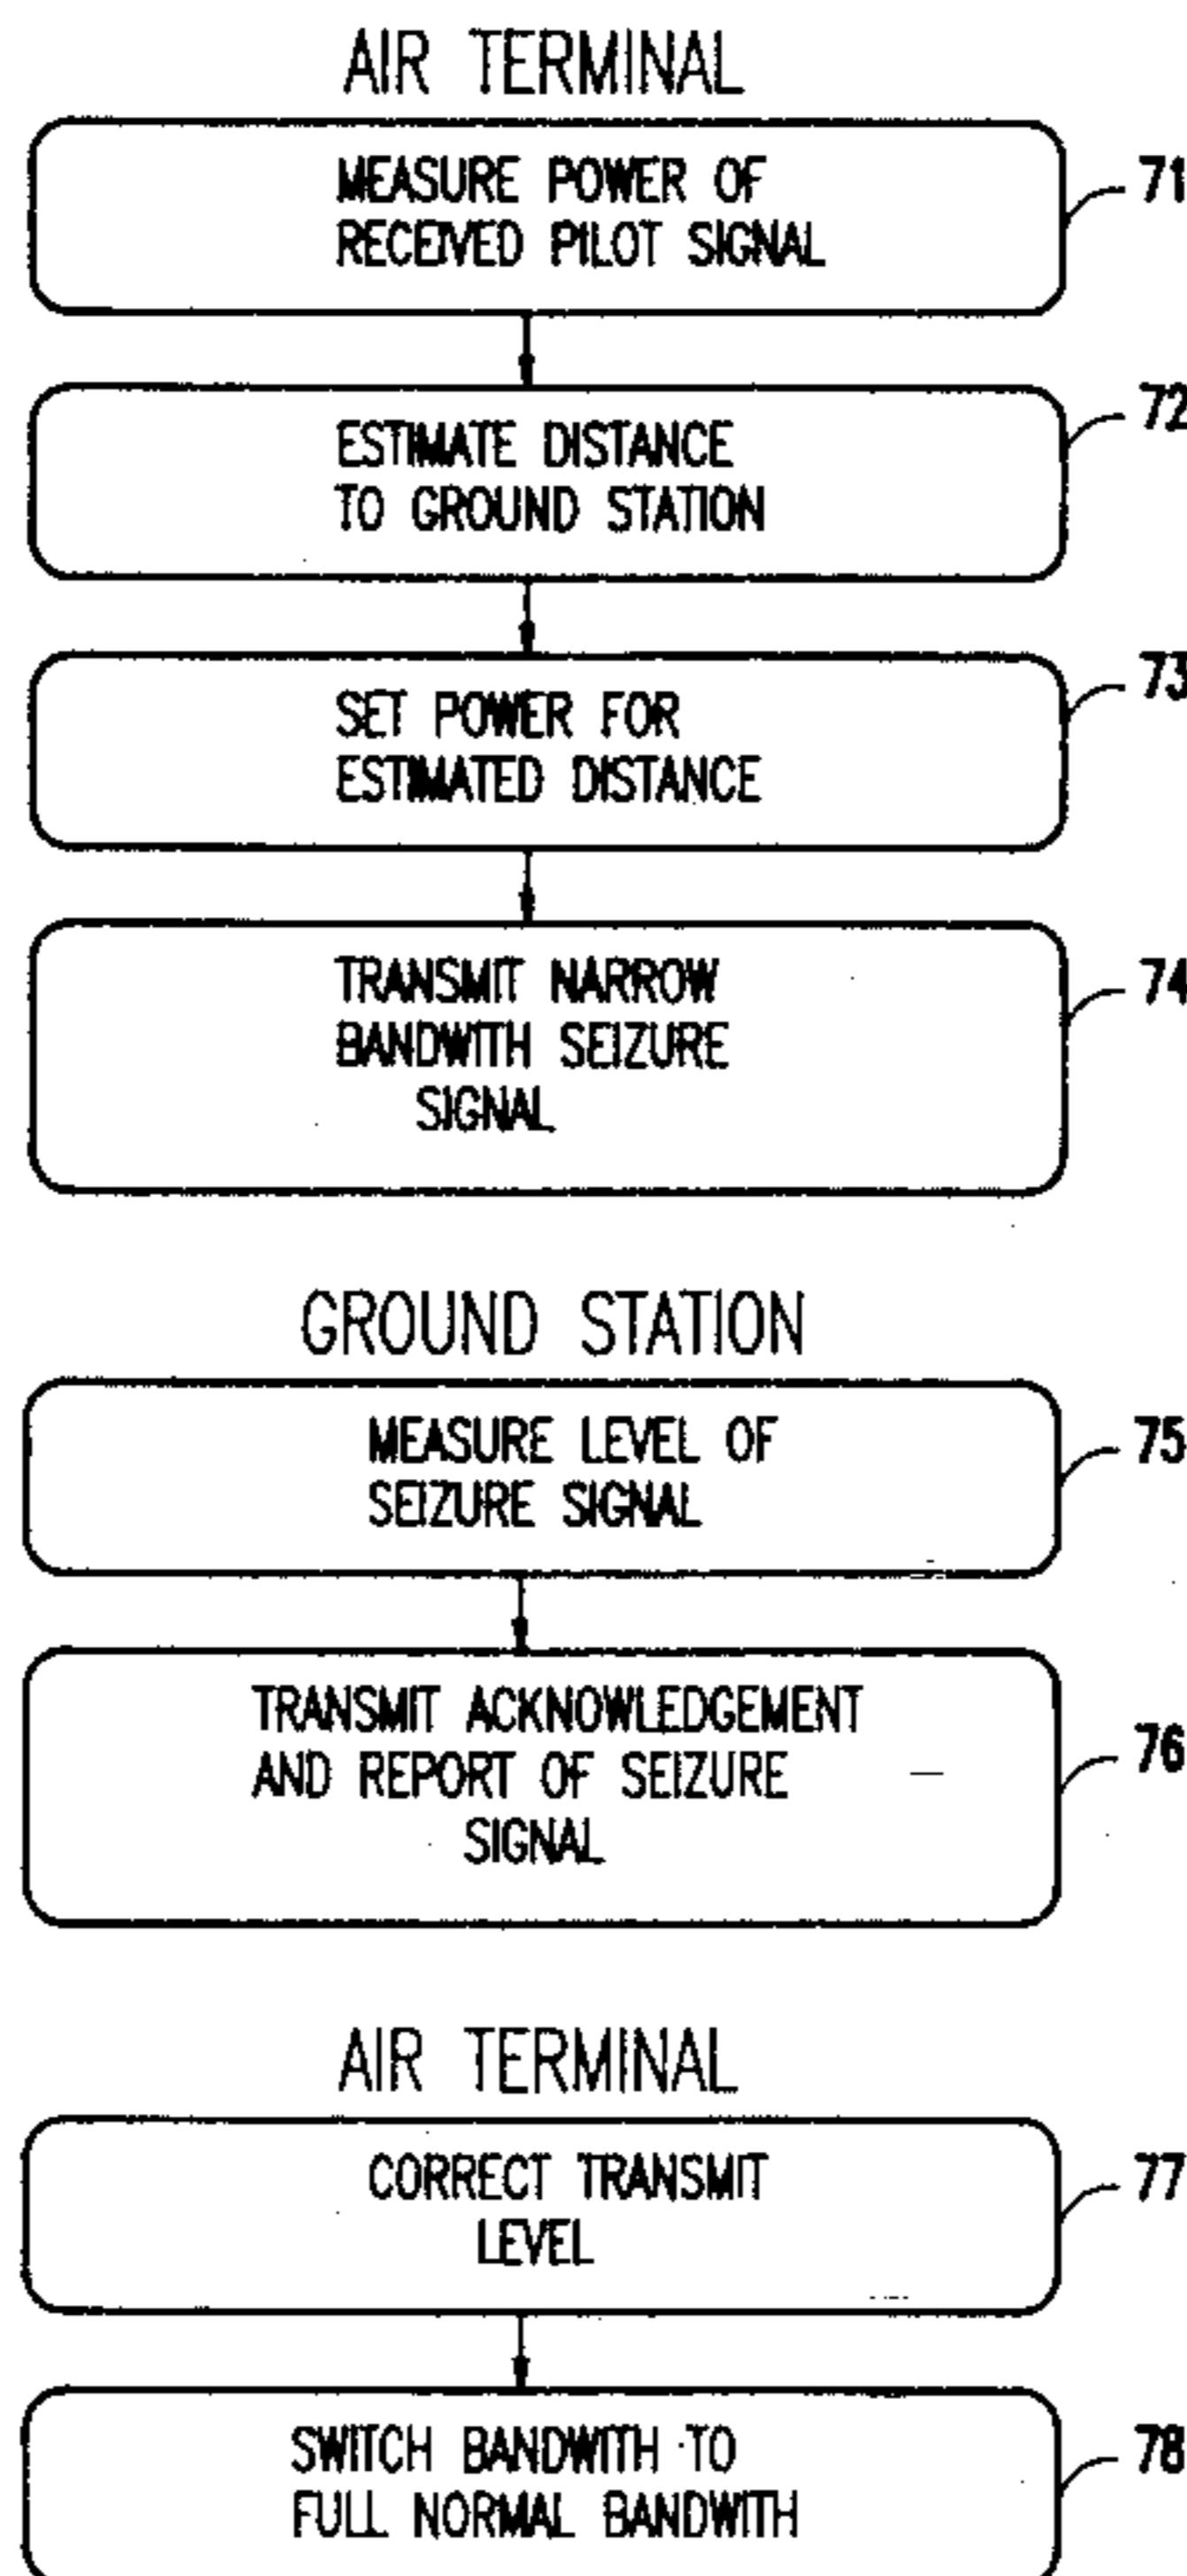 AIR TERMINAL
MEASURE POWER OF
RECEIVED PILOT SIGNAL
71
ESTIMATE DISTANCE
TO GROUND STATION
72
SET POWER FOR
ESTIMATED DISTANCE
73
TRANSMIT NARROW
BANDWITH SEIZURE
SIGNAL
74
GROUND STATION
MEASURE LEVEL OF
SEIZURE SIGNAL
75
TRANSMIT ACKNOWLEDGEMENT
AND REPORT OF SEIZURE
SIGNAL
76
AIR TERMINAL
CORRECT TRANSMIT
LEVEL
77
SWITCH BANDWITH TO
FULL NORMAL BANDWITH
78